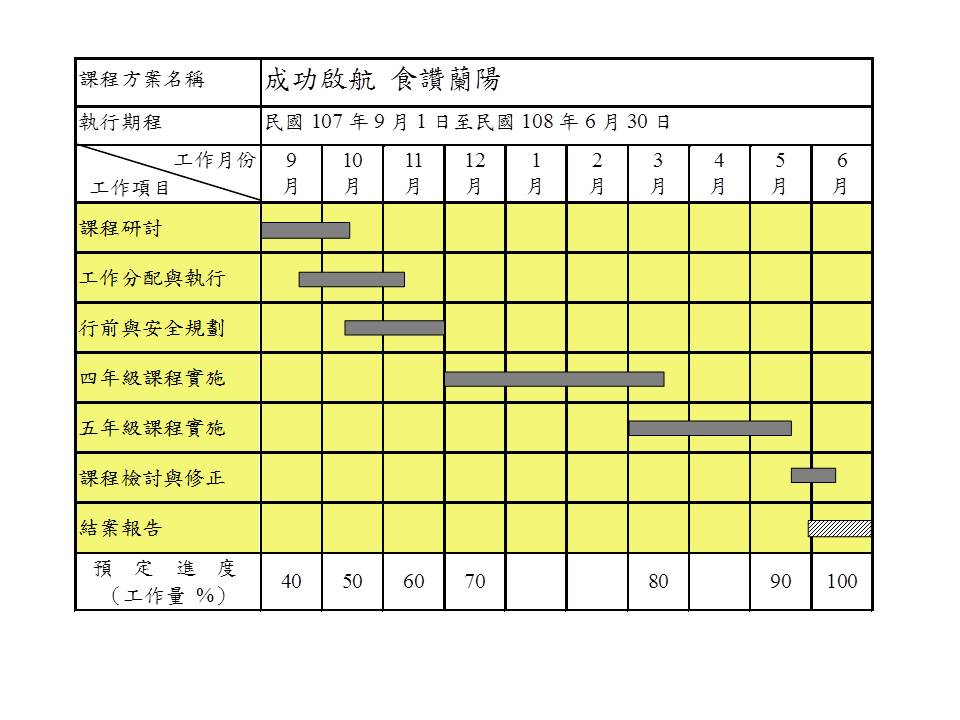 課程方案名稱 成功啟航 食讚蘭陽
執行期程 民國 107 年 9 月 1 日至民國 108 年 6 月 30 日
工作月份
工作項目
9 10 11 12 1 2 3 4 5 6
月 月 月 月 月 月 月 月 月 月
課程研討
工作分配與執行
行前與安全規劃
四年級課程實施
五年級課程實施
課程檢討與修正
結案報告
預 定 進 度
（工作量 %）
40 50 60 70 80 90 100